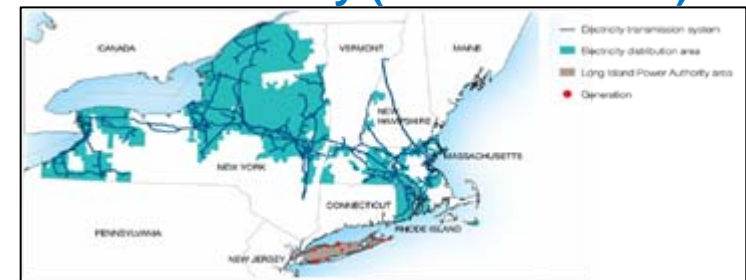 CANADA
VERMONT
MAINE
NEW
HAMPSHIRE
NEW YORK
MASSACHUSETTS
CONNECTICUT
RHODE ISLAND
PENNSYLVANIA
NEW JERSEY
Electricity transmission system
Electricity distribution area
Long Island Power Authority area
Generation